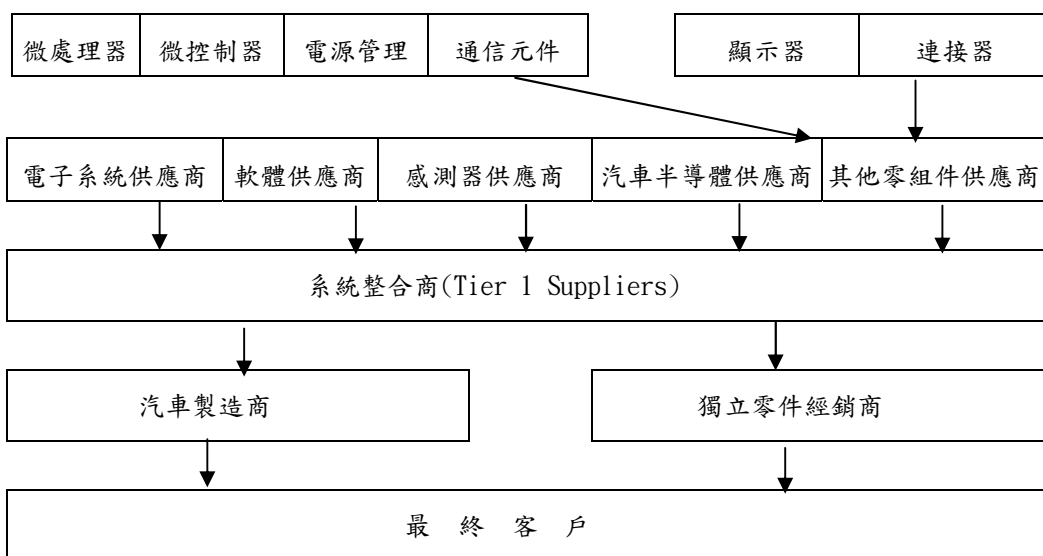 微處理器 微控制器 電源管理 通信元件 顯示器 連接器
電子系統供應商 軟體供應商 感測器供應商 汽車半導體供應商 其他零組件供應商
系統整合商(Tier 1 Suppliers)
汽車製造商 獨立零件經銷商
最 終 客 戶